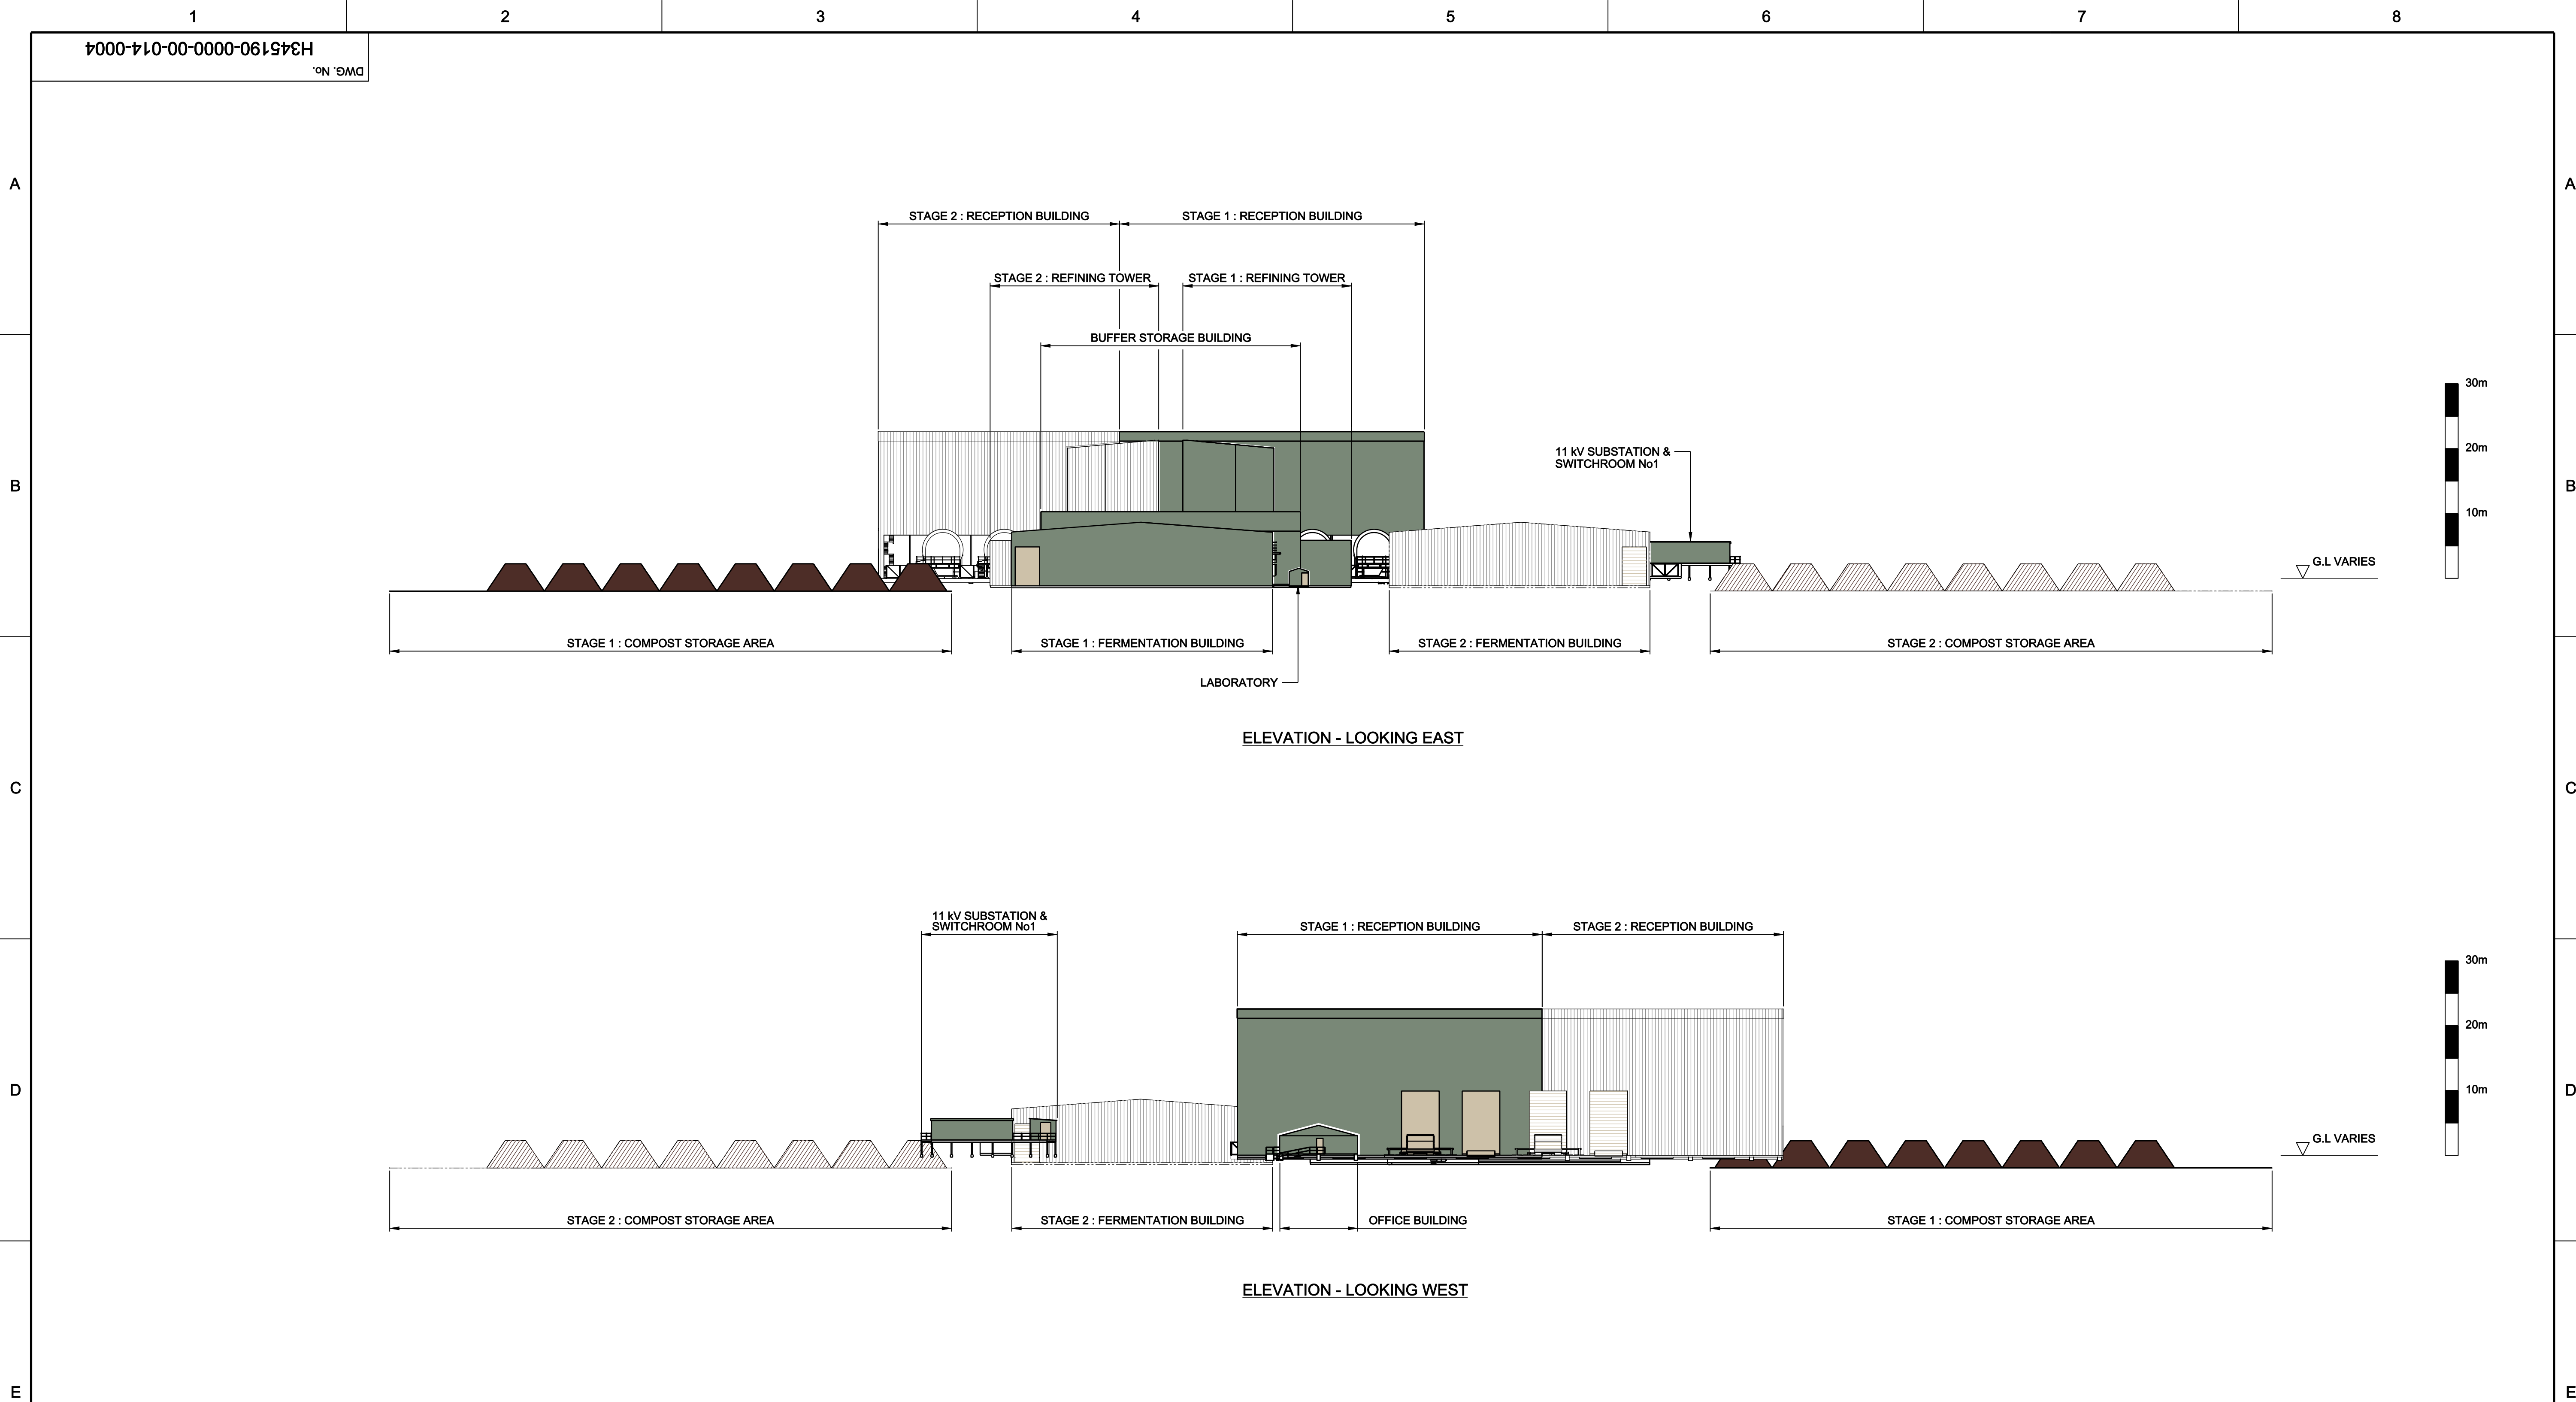 1 2 3 4 5 6 7 8
H345190-0000-00-014-0004
DWG. No.
A A
STAGE 2 : RECEPTION BUILDING STAGE 1 : RECEPTION BUILDING
STAGE 2 : REFINING TOWER STAGE 1 : REFINING TOWER
BUFFER STORAGE BUILDING
30m
11 kV SUBSTATION &
SWITCHROOM No1
20m
B B
10m
G.L VARIES
STAGE 1 : COMPOST STORAGE AREA STAGE 1 : FERMENTATION BUILDING STAGE 2 : FERMENTATION BUILDING STAGE 2 : COMPOST STORAGE AREA
LABORATORY
ELEVATION - LOOKING EAST
C C
11 kV SUBSTATION &
SWITCHROOM No1
STAGE 1 : RECEPTION BUILDING STAGE 2 : RECEPTION BUILDING
30m
20m
D D
10m
G.L VARIES
STAGE 2 : COMPOST STORAGE AREA STAGE 2 : FERMENTATION BUILDING OFFICE BUILDING STAGE 1 : COMPOST STORAGE AREA
ELEVATION - LOOKING WEST
E E